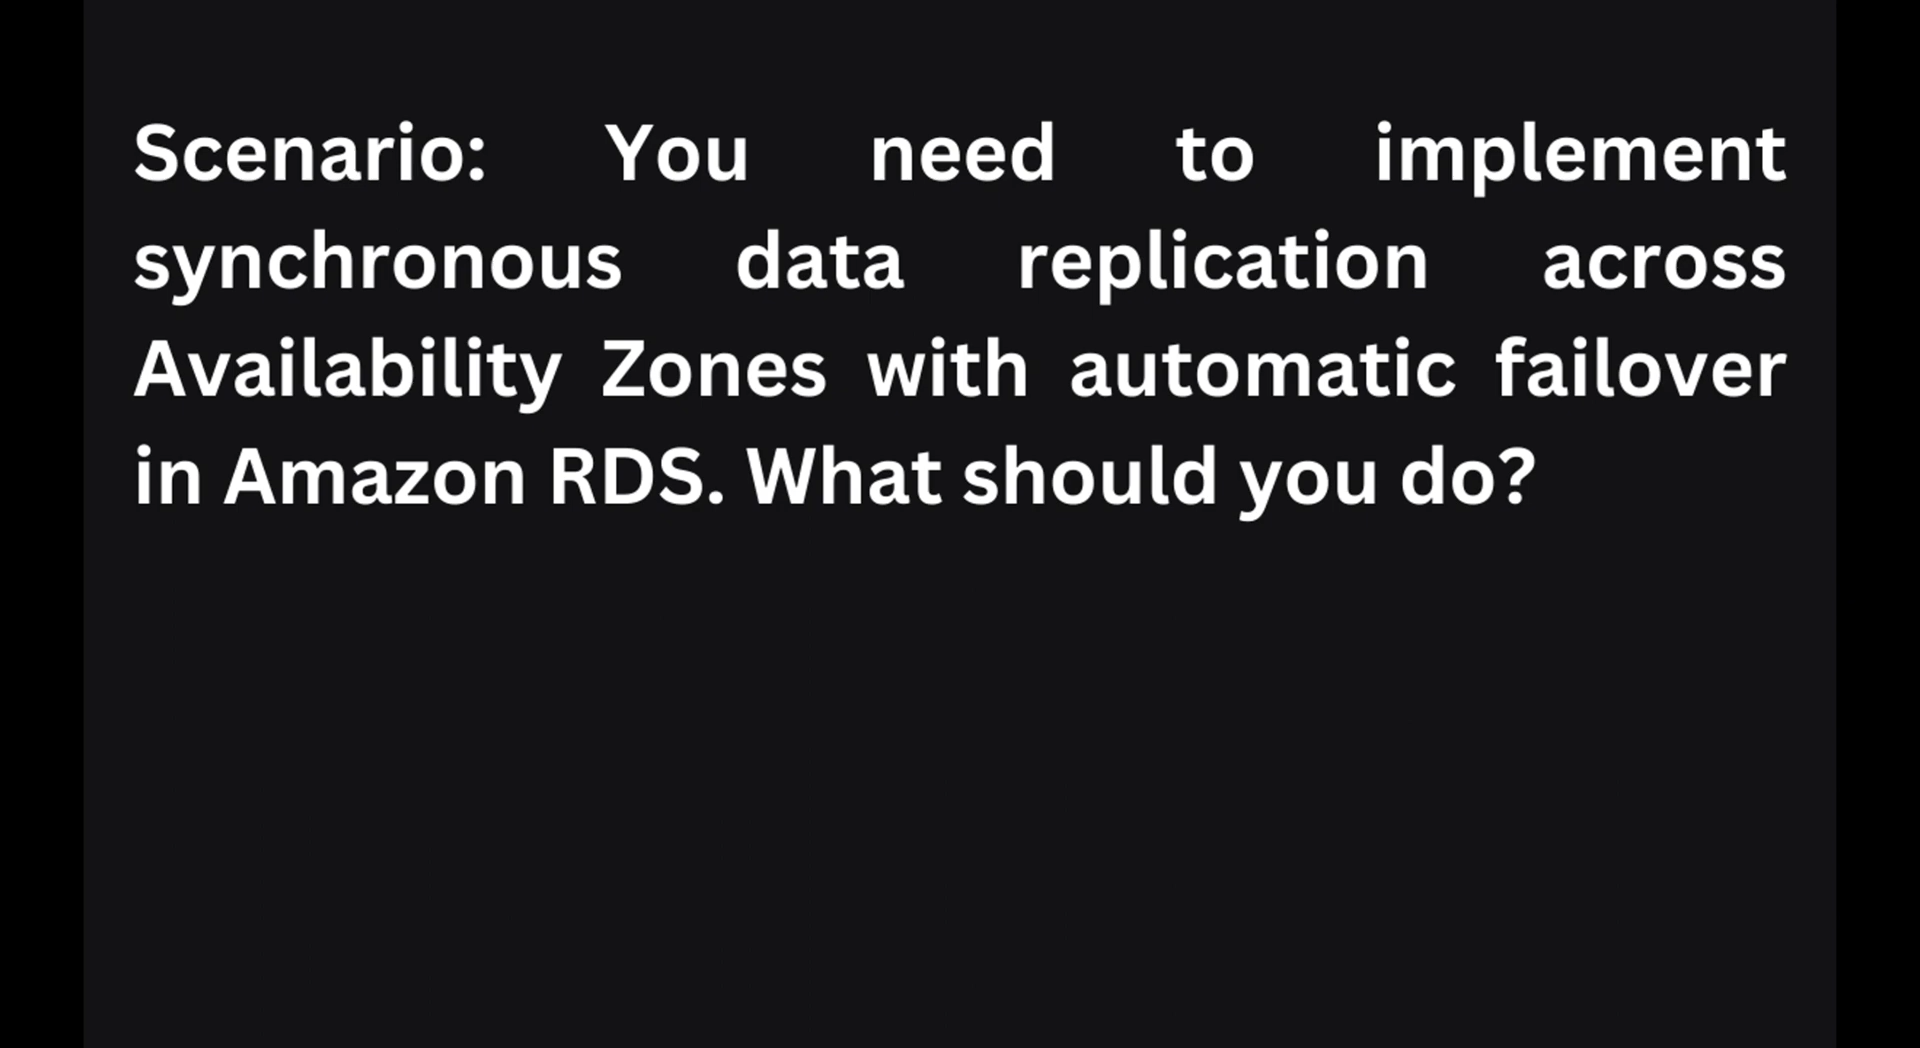 Scenario: You need to implement
synchronous data replication across
Availability Zones with automatic failover
in Amazon RDS. What should you do?